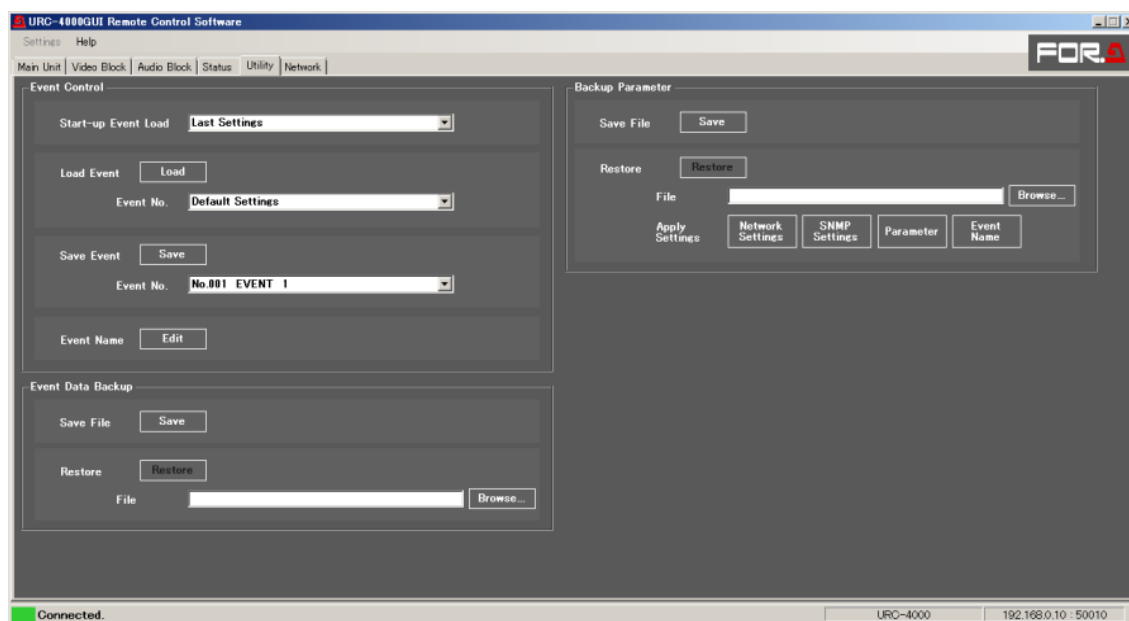 URC-4000GUI Remote Control Software
Settings Help
FOR.A
Main Unit Video Block Audio Block Status Utility Network
Event Control
Start-up Event Load Last Settings
Load Event Load
Event No. Default Settings
Save Event Save
Event No. No.001 EVENT 1
Event Name Edit
Event Data Backup
Save File Save
Restore Restore
File Browse...
Backup Parameter
Save File Save
Restore Restore
File Browse...
Apply Settings Network Settings SNMP Settings Parameter Event Name
Connected. URC-4000 192.168.0.10 : 50010